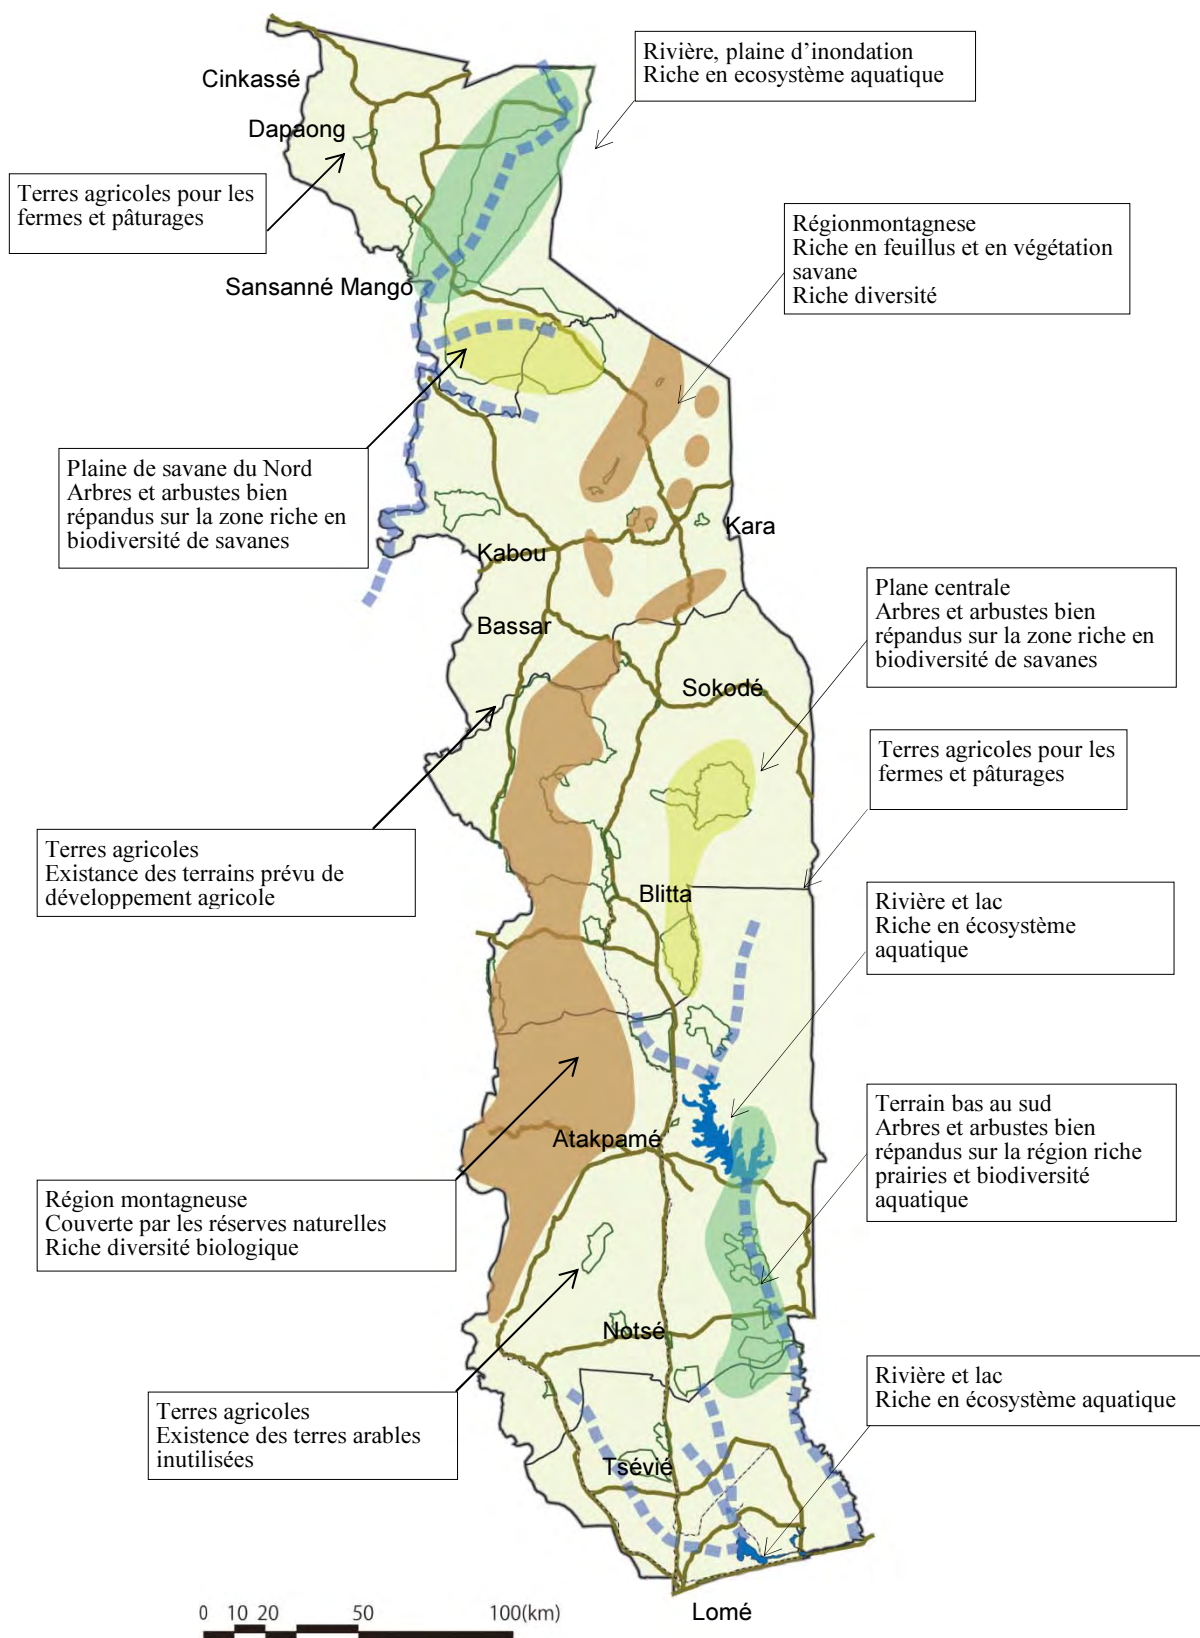 Rivière, plaine d'inondation
Riche en ecosystème aquatique
Cinkassé
Dapaong
Terres agricoles pour les
fermes et pâturages
Régionmontagnese
Riche en feuillus et en végétation
savane
Riche diversité
Sansanné Mango
Plaine de savane du Nord
Arbres et arbustes bien
répandus sur la zone riche en
biodiversité de savanes
Kara
Kabou
Plane centrale
Arbres et arbustes bien
répandus sur la zone riche en
biodiversité de savanes
Bassar
Sokodé
Terres agricoles pour les
fermes et pâturages
Terres agricoles
Existance des terrains prévu de
développement agricole
Blitta
Rivière et lac
Riche en écosystème
aquatique
Terrain bas au sud
Arbres et arbustes bien
répandus sur la région riche
prairies et biodiversité
aquatique
Atakpamé
Région montagneuse
Couverte par les réserves naturelles
Riche diversité biologique
Notsé
Rivière et lac
Riche en écosystème aquatique
Terres agricoles
Existence des terres arables
inutilisées
Tsévié
Lomé
0 10 20 50 100(km)